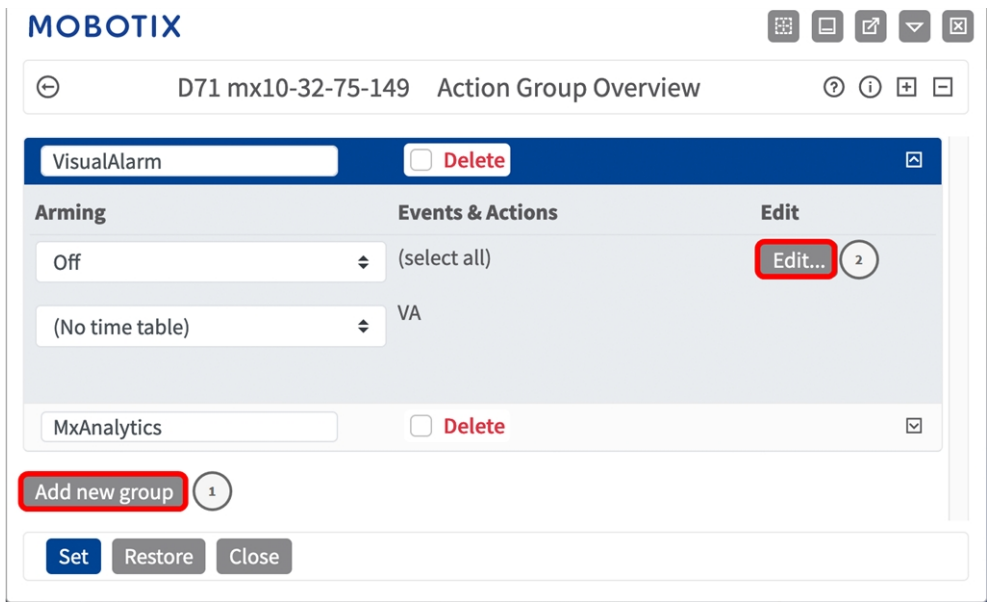 MOBOTIX
D71 mx10-32-75-149 Action Group Overview
VisualAlarm Delete
Arming Events & Actions Edit
Off (select all) Edit... 2
(No time table) VA
MxAnalytics Delete
Add new group 1
Set Restore Close